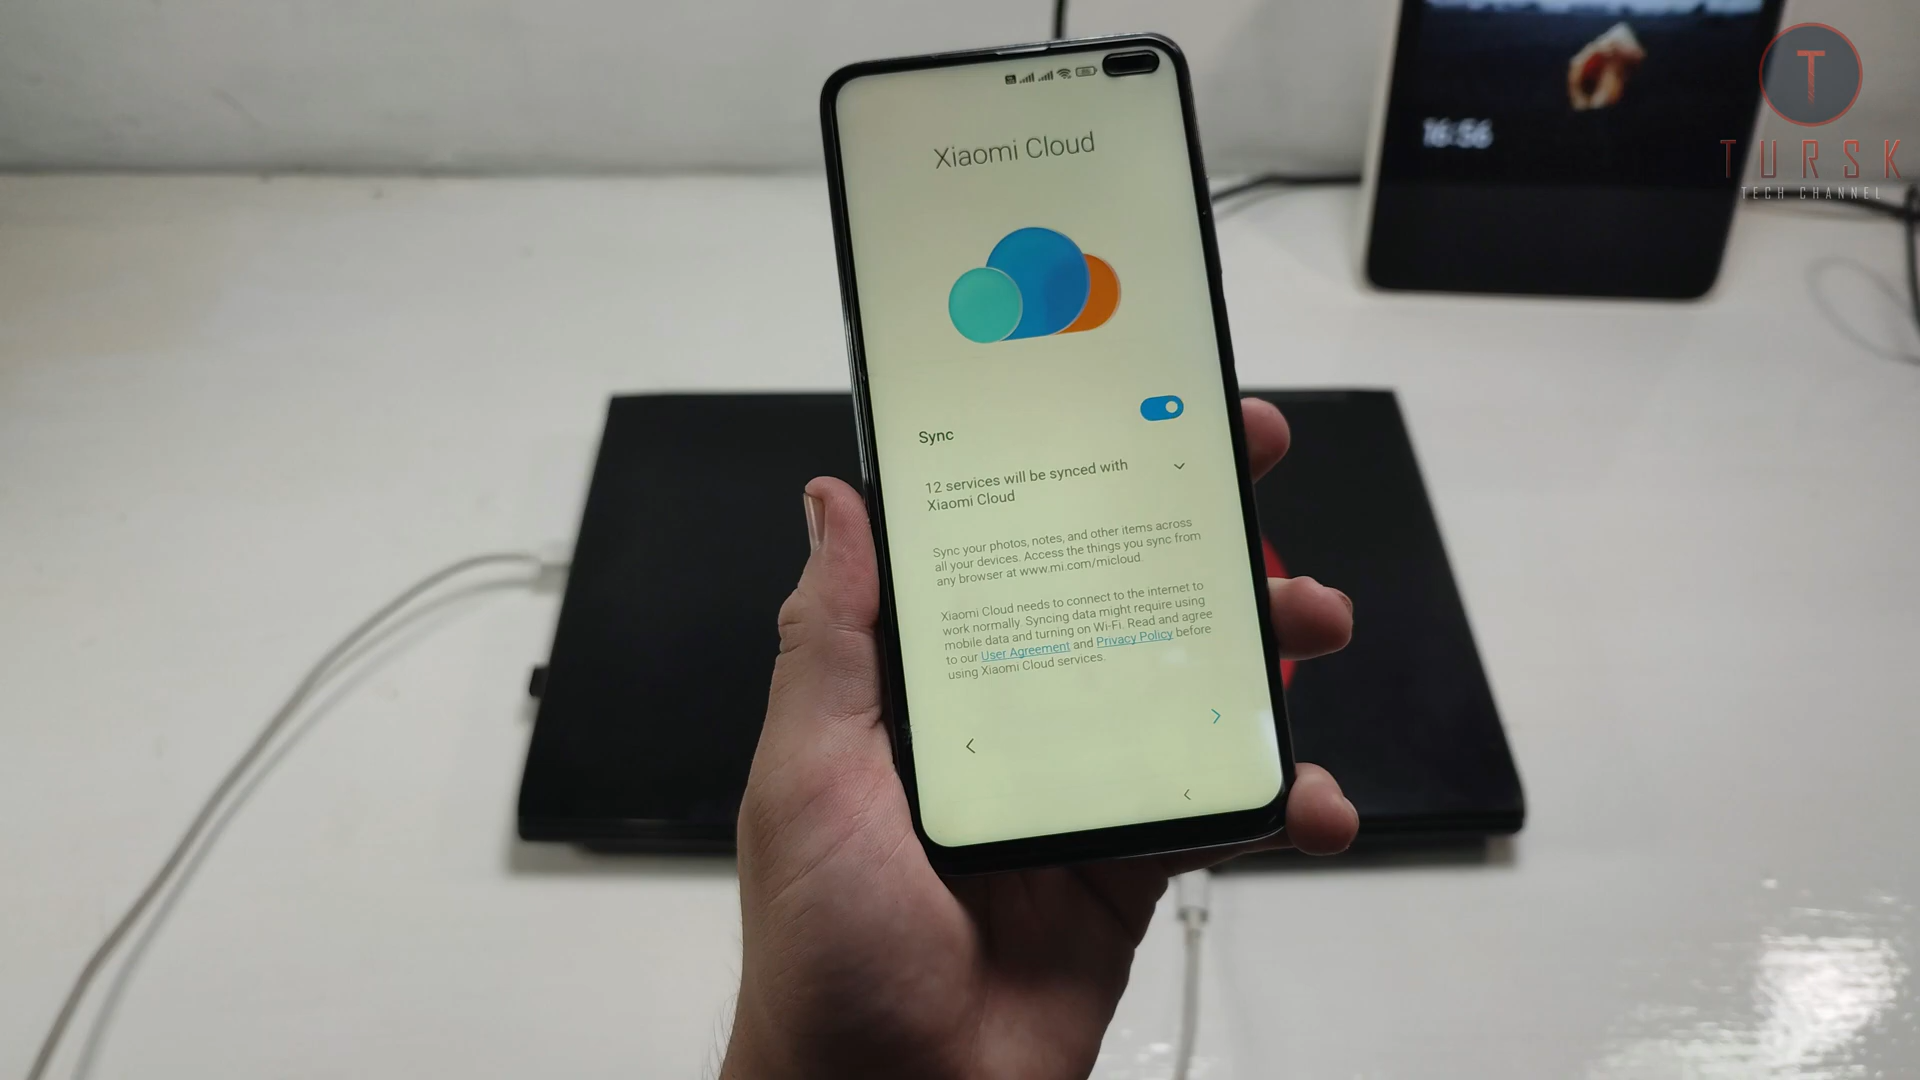 Xiaomi Cloud
Sync
12 services will be synced with
Xiaomi Cloud
Sync your photos, notes, and other items across
all your devices. Access the things you sync from
any browser at www.mi.com/micloud
Xiaomi Cloud needs to connect to the internet to
work normally. Syncing data might require using
mobile data and turning on Wi-Fi. Read and agree
to our User Agreement and Privacy Policy before
using Xiaomi Cloud services.
16:56
T
TURSK
TECH CHANNEL